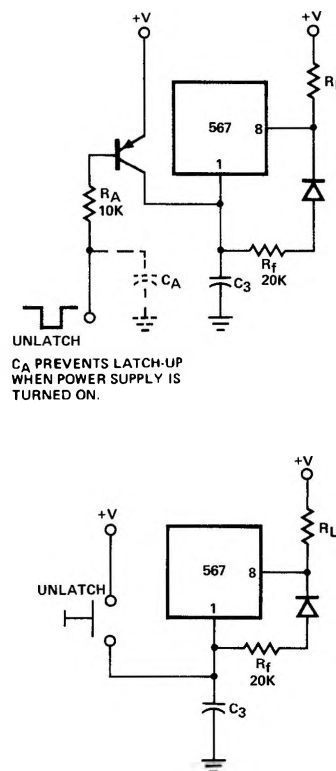 +V
+V
R
567
8
1
RA
10K
Rf
20K
CA
C3
UNLATCH
CA PREVENTS LATCH-UP
WHEN POWER SUPPLY IS
TURNED ON.
+V
+V
RL
567
8
UNLATCH
1
Rf
20K
C3